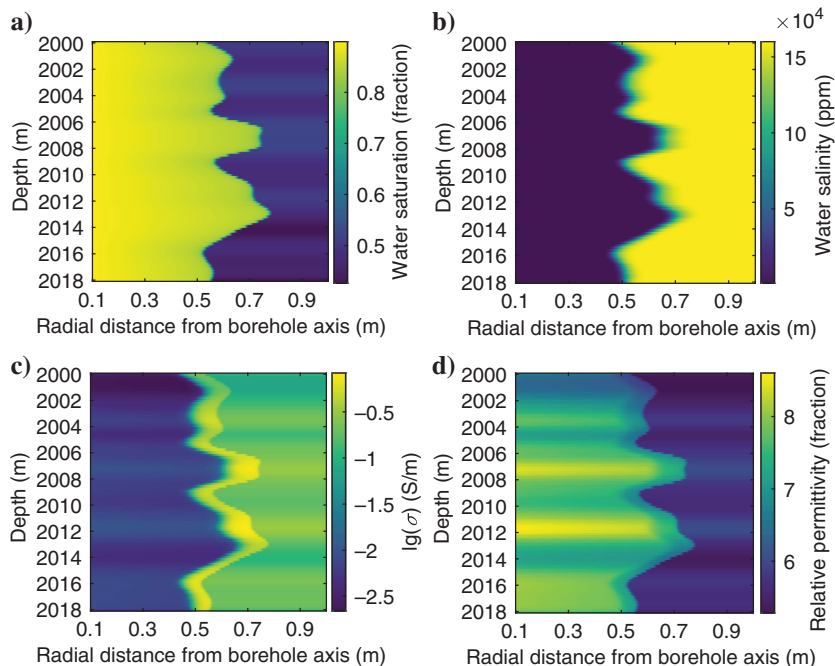 a)
2000
2002
2004
2006
2008
2010
2012
2014
2016
2018
Depth (m)
0.1 0.3 0.5 0.7 0.9
Radial distance from borehole axis (m)
0.8
0.7
0.6
0.5
Water saturation (fraction)
b)
×10⁴
2000
2002
2004
2006
2008
2010
2012
2014
2016
2018
Depth (m)
0.1 0.3 0.5 0.7 0.9
Radial distance from borehole axis (m)
15
10
5
Water salinity (ppm)
c)
2000
2002
2004
2006
2008
2010
2012
2014
2016
2018
Depth (m)
0.1 0.3 0.5 0.7 0.9
Radial distance from borehole axis (m)
−0.5
−1
−1.5
−2
−2.5
lg(σ) (S/m)
d)
2000
2002
2004
2006
2008
2010
2012
2014
2016
2018
Depth (m)
0.1 0.3 0.5 0.7 0.9
Radial distance from borehole axis (m)
8
7
6
Relative permittivity (fraction)